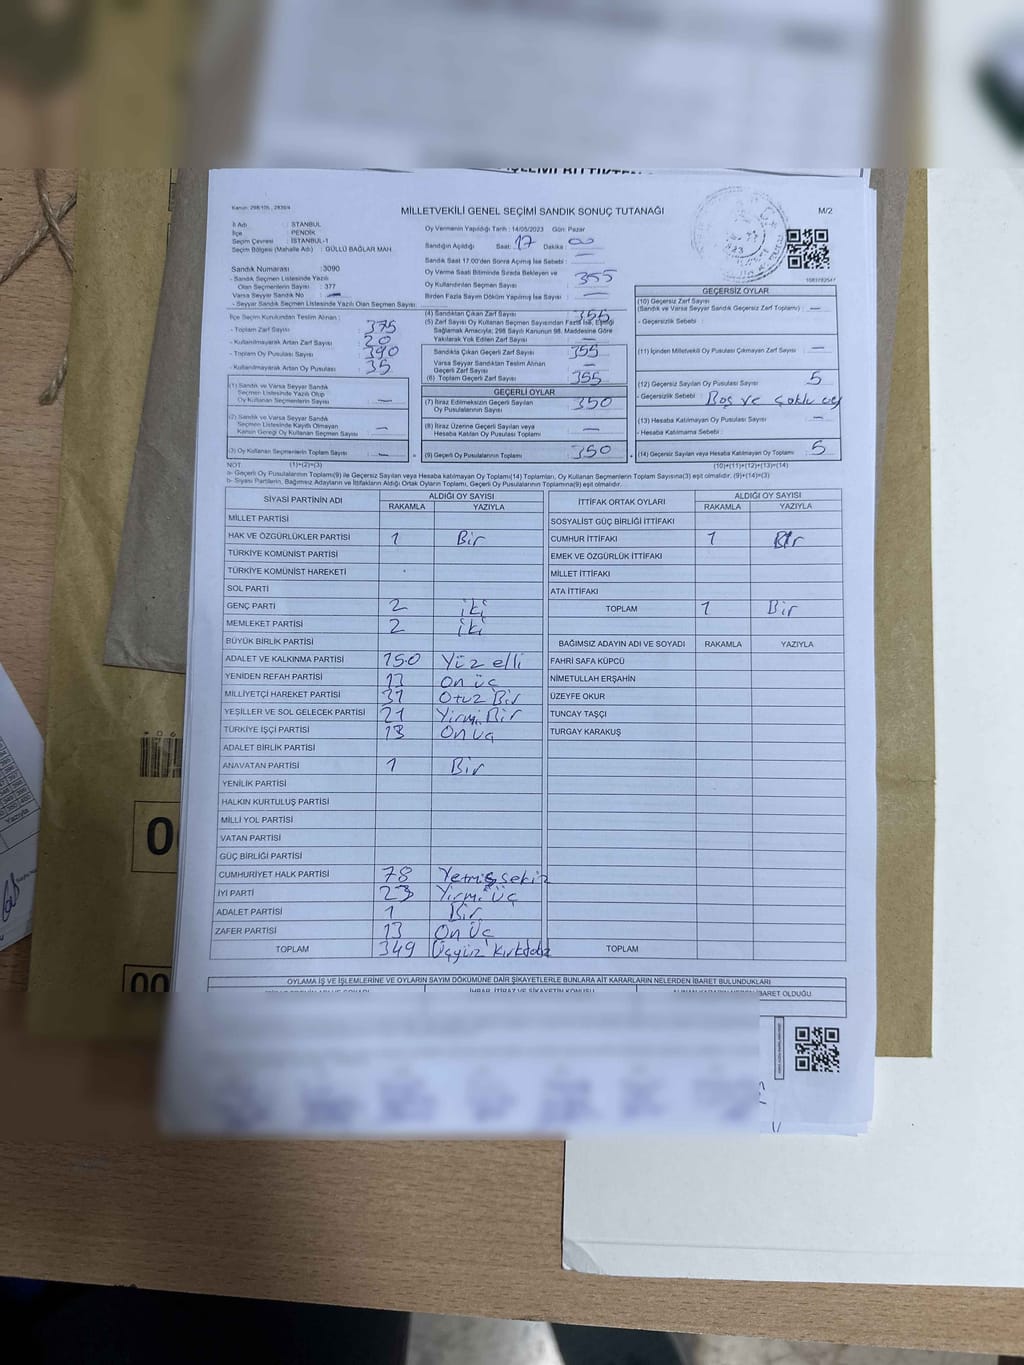 Kanun: 298/105 , 2839/4
MİLLETVEKİLİ GENEL SEÇİMİ SANDIK SONUÇ TUTANAĞI
M/2
İl Adı : İSTANBUL
İlçe : PENDİK
Seçim Çevresi : İSTANBUL-1
Seçim Bölgesi (Mahalle Adı) : GÜLLÜ BAĞLAR MAH.
Sandık Numarası :3090
- Sandık Seçmen Listesinde Yazılı
Olan Seçmenlerin Sayısı : 377
Varsa Seyyar Sandık No : —
- Seyyar Sandık Seçmen Listesinde Yazılı Olan Seçmen Sayısı:
Oy Vermenin Yapıldığı Tarih : 14/05/2023 Gün: Pazar
Sandığın Açıldığı Saat: 17 Dakika 00
Sandık Saat 17.00'den Sonra Açılmış İse Sebebi : —
Oy Verme Saati Bitiminde Sırada Bekleyen ve
Oy Kullandırılan Seçmen Sayısı : 355
Birden Fazla Sayım Döküm Yapılmış İse Sayısı : —
İlçe Seçim Kurulundan Teslim Alınan :
- Toplam Zarf Sayısı : 375
- Kullanılmayarak Artan Zarf Sayısı : 20
- Toplam Oy Pusulası Sayısı : 390
- Kullanılmayarak Artan Oy Pusulası : 35
(1) Sandık ve Varsa Seyyar Sandık
Seçmen Listesinde Yazılı Olup
Oy Kullanan Seçmenlerin Sayısı : —
(2) Sandık ve Varsa Seyyar Sandık
Seçmen Listesinde Kayıtlı Olmayan
Kanun Gereği Oy Kullanan Seçmen Sayısı : —
(3) Oy Kullanan Seçmenlerin Toplam Sayısı : —
(4) Sandıktan Çıkan Zarf Sayısı : 355
(5) Zarf Sayısı Oy Kullanan Seçmen Sayısından Fazla İse, Eşitliği
Sağlamak Amacıyla; 298 Sayılı Kanunun 98. Maddesine Göre
Yakılarak Yok Edilen Zarf Sayısı : —
Sandıkta Çıkan Geçerli Zarf Sayısı : 355
Varsa Seyyar Sandıktan Teslim Alınan
Geçerli Zarf Sayısı : —
(6) Toplam Geçerli Zarf Sayısı : 355
GEÇERLİ OYLAR
(7) İtiraz Edilmeksizin Geçerli Sayılan
Oy Pusulalarının Sayısı : 350
(8) İtiraz Üzerine Geçerli Sayılan veya
Hesaba Katılan Oy Pusulası Toplamı : —
(9) Geçerli Oy Pusulalarının Toplamı : 350
GEÇERSİZ OYLAR
(10) Geçersiz Zarf Sayısı
(Sandık ve Varsa Seyyar Sandık Geçersiz Zarf Toplamı) : —
- Geçersizlik Sebebi :
(11) İçinden Milletvekili Oy Pusulası Çıkmayan Zarf Sayısı : —
(12) Geçersiz Sayılan Oy Pusulası Sayısı : 5
- Geçersizlik Sebebi : Boş ve çoklu oy
(13) Hesaba Katılmayan Oy Pusulası Sayısı : —
- Hesaba Katılmama Sebebi :
(14) Geçersiz Sayılan veya Hesaba Katılmayan Oy Toplamı : 5
NOT: (1)+(2)=(3) (10)+(11)+(12)+(13)=(14)
a- Geçerli Oy Pusulalarının Toplamı(9) ile Geçersiz Sayılan veya Hesaba katılmayan Oy Toplamı(14) Toplamları, Oy Kullanan Seçmenlerin Toplam Sayısına(3) eşit olmalıdır. (9)+(14)=(3)
b- Siyasi Partilerin, Bağımsız Adayların ve İttifakların Aldığı Ortak Oyların Toplamı, Geçerli Oy Pusulalarının Toplamına(9) eşit olmalıdır.
SİYASİ PARTİNİN ADI ALDIĞI OY SAYISI
RAKAMLA YAZIYLA
MİLLET PARTİSİ
HAK VE ÖZGÜRLÜKLER PARTİSİ 1 Bir
TÜRKİYE KOMÜNİST PARTİSİ
TÜRKİYE KOMÜNİST HAREKETİ
SOL PARTİ
GENÇ PARTİ 2 iki
MEMLEKET PARTİSİ 2 iki
BÜYÜK BİRLİK PARTİSİ
ADALET VE KALKINMA PARTİSİ 150 Yüz elli
YENİDEN REFAH PARTİSİ 13 On üç
MİLLİYETÇİ HAREKET PARTİSİ 31 Otuz Bir
YEŞİLLER VE SOL GELECEK PARTİSİ 21 Yirmi Bir
TÜRKİYE İŞÇİ PARTİSİ 13 On üç
ADALET BİRLİK PARTİSİ
ANAVATAN PARTİSİ 1 Bir
YENİLİK PARTİSİ
HALKIN KURTULUŞ PARTİSİ
MİLLİ YOL PARTİSİ
VATAN PARTİSİ
GÜÇ BİRLİĞİ PARTİSİ
CUMHURİYET HALK PARTİSİ 78 Yetmişsekiz
İYİ PARTİ 23 Yirmi üç
ADALET PARTİSİ 1 Bir
ZAFER PARTİSİ 13 On Üç
TOPLAM 349 Üçyüz Kırkdokuz
İTTİFAK ORTAK OYLARI ALDIĞI OY SAYISI
RAKAMLA YAZIYLA
SOSYALİST GÜÇ BİRLİĞİ İTTİFAKI
CUMHUR İTTİFAKI 1 Bir
EMEK VE ÖZGÜRLÜK İTTİFAKI
MİLLET İTTİFAKI
ATA İTTİFAKI
TOPLAM 1 Bir
BAĞIMSIZ ADAYIN ADI VE SOYADI RAKAMLA YAZIYLA
FAHRİ SAFA KÜPCÜ
NİMETULLAH ERŞAHİN
ÜZEYFE OKUR
TUNCAY TAŞÇI
TURGAY KARAKUŞ
TOPLAM
OYLAMA İŞ VE İŞLEMLERİNE VE OYLARIN SAYIM DÖKÜMÜNE DAİR ŞİKAYETLERLE BUNLARA AİT KARARLARIN NELERDEN İBARET BULUNDUKLARI
İHBAR, İTİRAZ VE ŞİKAYETİN KONUSU